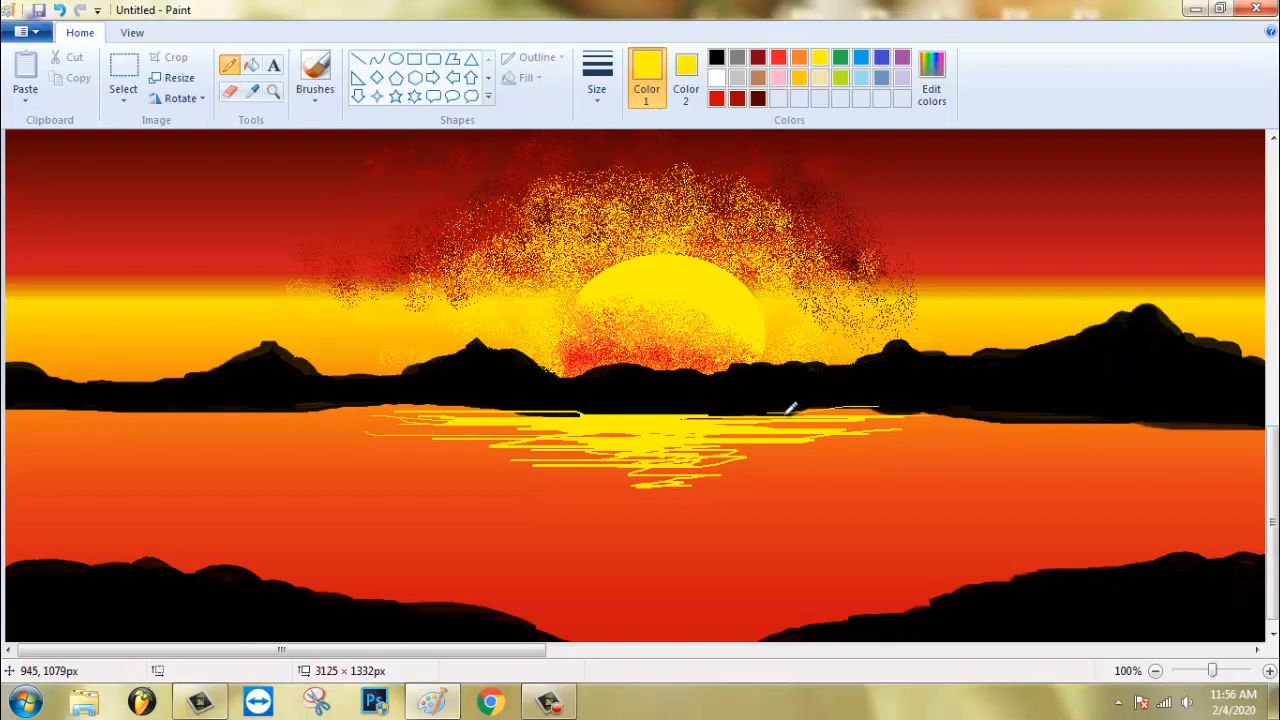 Untitled - Paint
Home
View
Paste
Cut
Copy
Clipboard
Select
Crop
Resize
Rotate
Image
A
Tools
Brushes
Outline
Fill
Shapes
Size
Color
1
Color
2
Edit
colors
Colors
945, 1079px
3125 × 1332px
100%
Ps
11:56 AM
2/4/2020